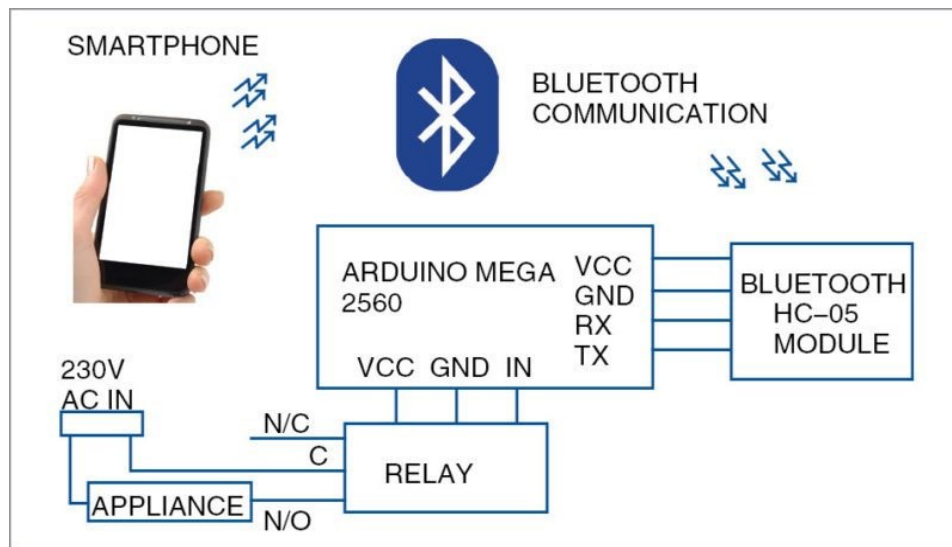 SMARTPHONE
BLUETOOTH
COMMUNICATION
ARDUINO MEGA
2560
VCC
GND
RX
TX
BLUETOOTH
HC–05
MODULE
VCC GND IN
230V
AC IN
N/C
C
RELAY
APPLIANCE
N/O